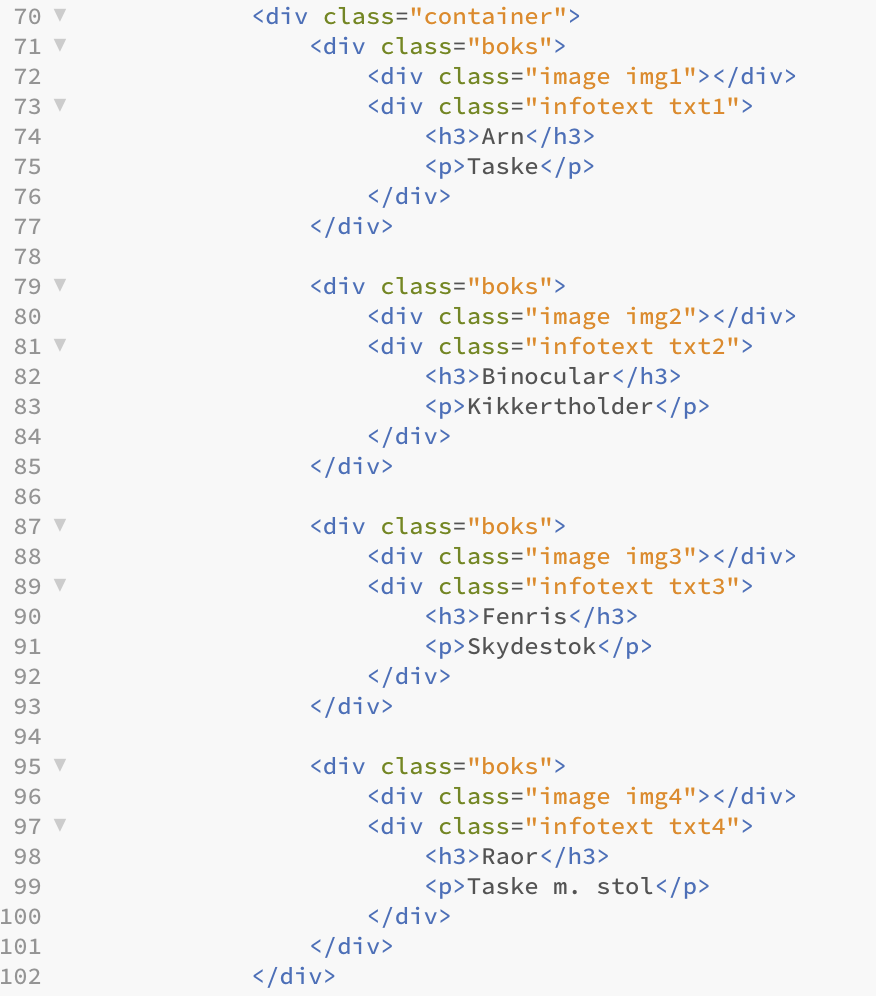 70 ▼ <div class="container">
71 ▼ <div class="boks">
72 <div class="image img1"></div>
73 ▼ <div class="infotext txt1">
74 <h3>Arn</h3>
75 <p>Taske</p>
76 </div>
77 </div>
78
79 ▼ <div class="boks">
80 <div class="image img2"></div>
81 ▼ <div class="infotext txt2">
82 <h3>Binocular</h3>
83 <p>Kikkertholder</p>
84 </div>
85 </div>
86
87 ▼ <div class="boks">
88 <div class="image img3"></div>
89 ▼ <div class="infotext txt3">
90 <h3>Fenris</h3>
91 <p>Skydestok</p>
92 </div>
93 </div>
94
95 ▼ <div class="boks">
96 <div class="image img4"></div>
97 ▼ <div class="infotext txt4">
98 <h3>Raor</h3>
99 <p>Taske m. stol</p>
100 </div>
101 </div>
102 </div>